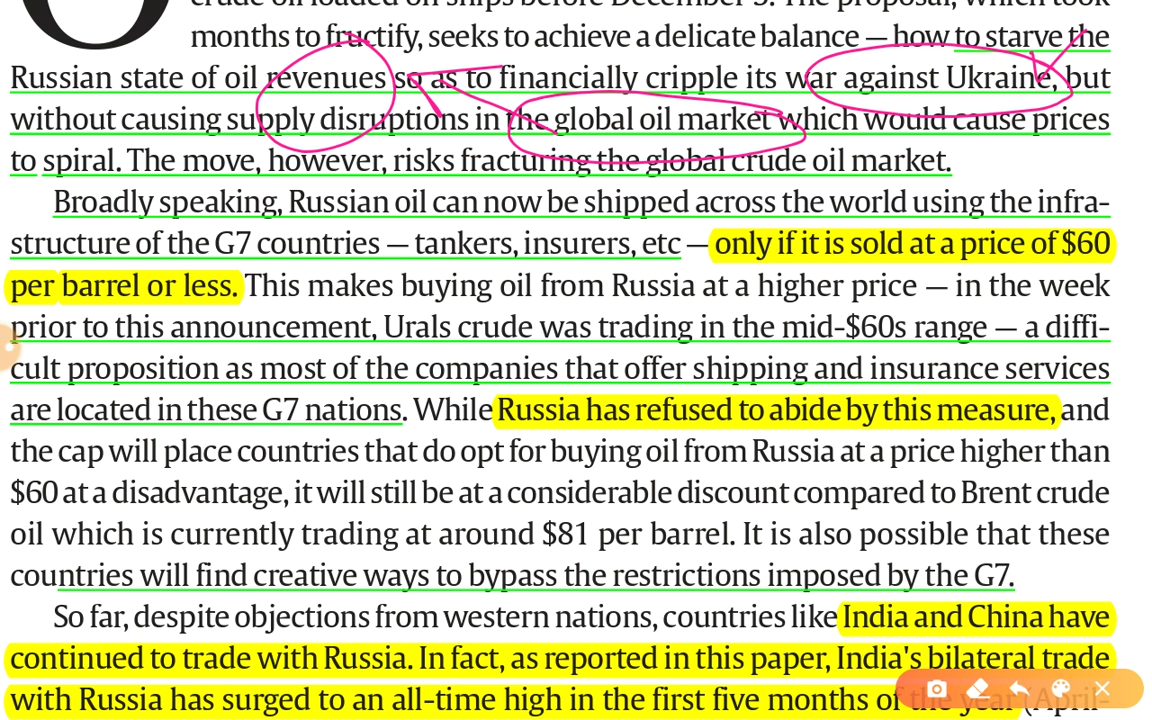 O
crude oil loaded on ships before December 5. The proposal, which took
months to fructify, seeks to achieve a delicate balance — how to starve the
Russian state of oil revenues so as to financially cripple its war against Ukraine, but
without causing supply disruptions in the global oil market which would cause prices
to spiral. The move, however, risks fracturing the global crude oil market.
Broadly speaking, Russian oil can now be shipped across the world using the infra-
structure of the G7 countries — tankers, insurers, etc — only if it is sold at a price of $60
per barrel or less. This makes buying oil from Russia at a higher price — in the week
prior to this announcement, Urals crude was trading in the mid-$60s range — a diffi-
cult proposition as most of the companies that offer shipping and insurance services
are located in these G7 nations. While Russia has refused to abide by this measure, and
the cap will place countries that do opt for buying oil from Russia at a price higher than
$60 at a disadvantage, it will still be at a considerable discount compared to Brent crude
oil which is currently trading at around $81 per barrel. It is also possible that these
countries will find creative ways to bypass the restrictions imposed by the G7.
So far, despite objections from western nations, countries like India and China have
continued to trade with Russia. In fact, as reported in this paper, India's bilateral trade
with Russia has surged to an all-time high in the first five months of the year (April-